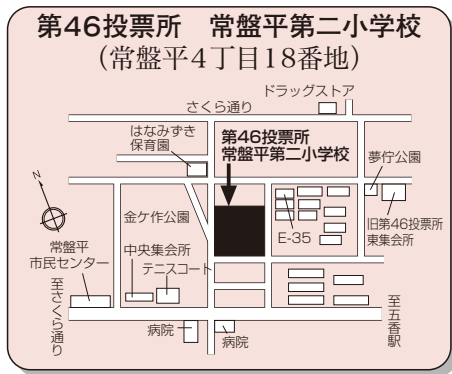 第46投票所　常盤平第二小学校
（常盤平4丁目18番地）
ドラッグストア
さくら通り
はなみずき
保育園
第46投票所
常盤平第二小学校
夢佇公園
N
金ケ作公園
E-35
旧第46投票所
東集会所
常盤平
市民センター
中央集会所
テニスコート
至さくら通り
至五香駅
病院
病院